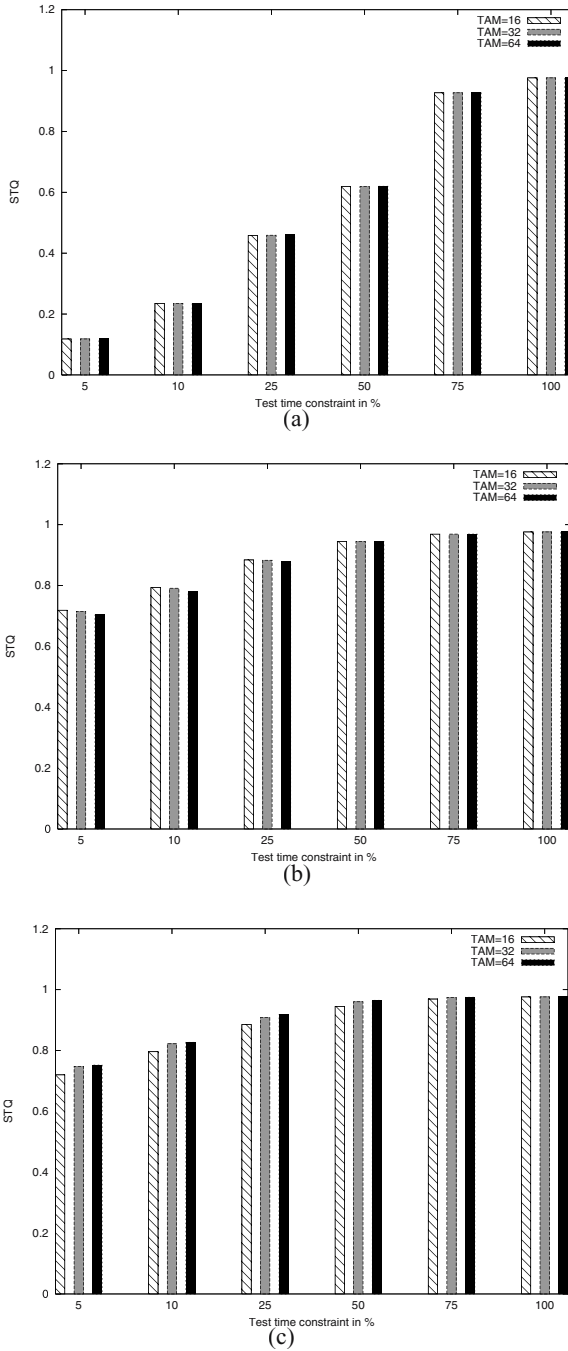 1.2
TAM=16
TAM=32
TAM=64
1
0.8
STQ
0.6
0.4
0.2
0
5 10 25 50 75 100
Test time constraint in %
(a)
1.2
TAM=16
TAM=32
TAM=64
1
0.8
STQ
0.6
0.4
0.2
0
5 10 25 50 75 100
Test time constraint in %
(b)
1.2
TAM=16
TAM=32
TAM=64
1
0.8
STQ
0.6
0.4
0.2
0
5 10 25 50 75 100
Test time constraint in %
(c)